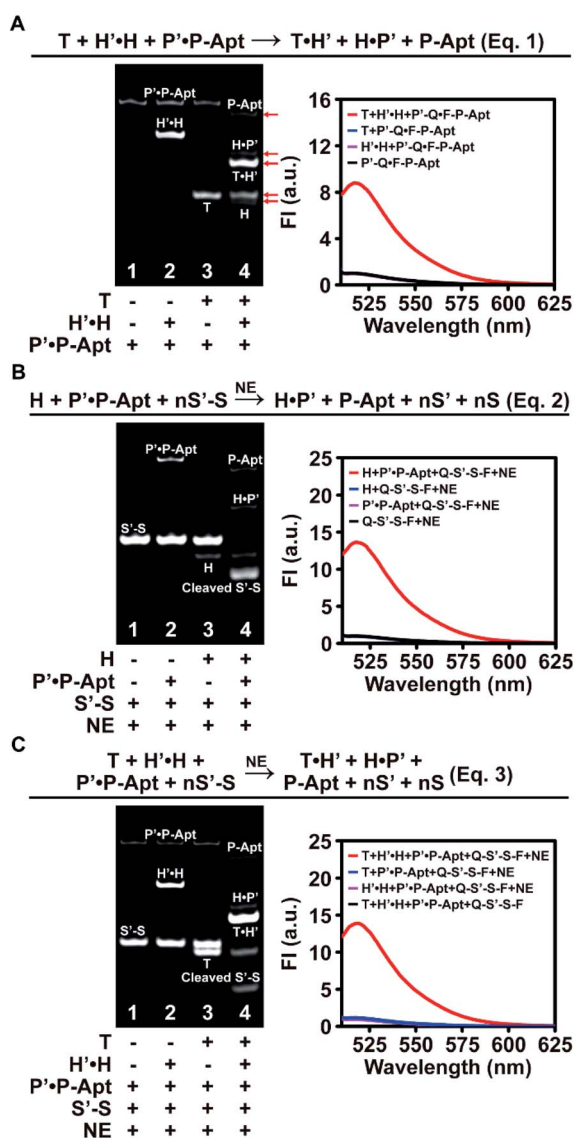 A
T + H'•H + P'•P-Apt → T•H' + H•P' + P-Apt (Eq. 1)
P'•P-Apt
P-Apt
H'•H
H•P'
T•H'
T
H
1 2 3 4
T - - + +
H'•H - + - +
P'•P-Apt + + + +
16
12
8
4
0
FI (a.u.)
T+H'•H+P'-Q•F-P-Apt
T+P'-Q•F-P-Apt
H'•H+P'-Q•F-P-Apt
P'-Q•F-P-Apt
525 550 575 600 625
Wavelength (nm)
B
H + P'•P-Apt + nS'-S NE→ H•P' + P-Apt + nS' + nS (Eq. 2)
P'•P-Apt
P-Apt
H•P'
S'-S
H
Cleaved S'-S
1 2 3 4
H - - + +
P'•P-Apt - + - +
S'-S + + + +
NE + + + +
25
20
15
10
5
0
FI (a.u.)
H+P'•P-Apt+Q-S'-S-F+NE
H+Q-S'-S-F+NE
P'•P-Apt+Q-S'-S-F+NE
Q-S'-S-F+NE
525 550 575 600 625
Wavelength (nm)
C
T + H'•H +
P'•P-Apt + nS'-S
NE→
T•H' + H•P' +
P-Apt + nS' + nS
(Eq. 3)
P'•P-Apt
P-Apt
H'•H
H•P'
T•H'
S'-S
T
Cleaved S'-S
1 2 3 4
T - - + +
H'•H - + - +
P'•P-Apt + + + +
S'-S + + + +
NE + + + +
25
20
15
10
5
0
FI (a.u.)
T+H'•H+P'•P-Apt+Q-S'-S-F+NE
T+P'•P-Apt+Q-S'-S-F+NE
H'•H+P'•P-Apt+Q-S'-S-F+NE
T+H'•H+P'•P-Apt+Q-S'-S-F
525 550 575 600 625
Wavelength (nm)